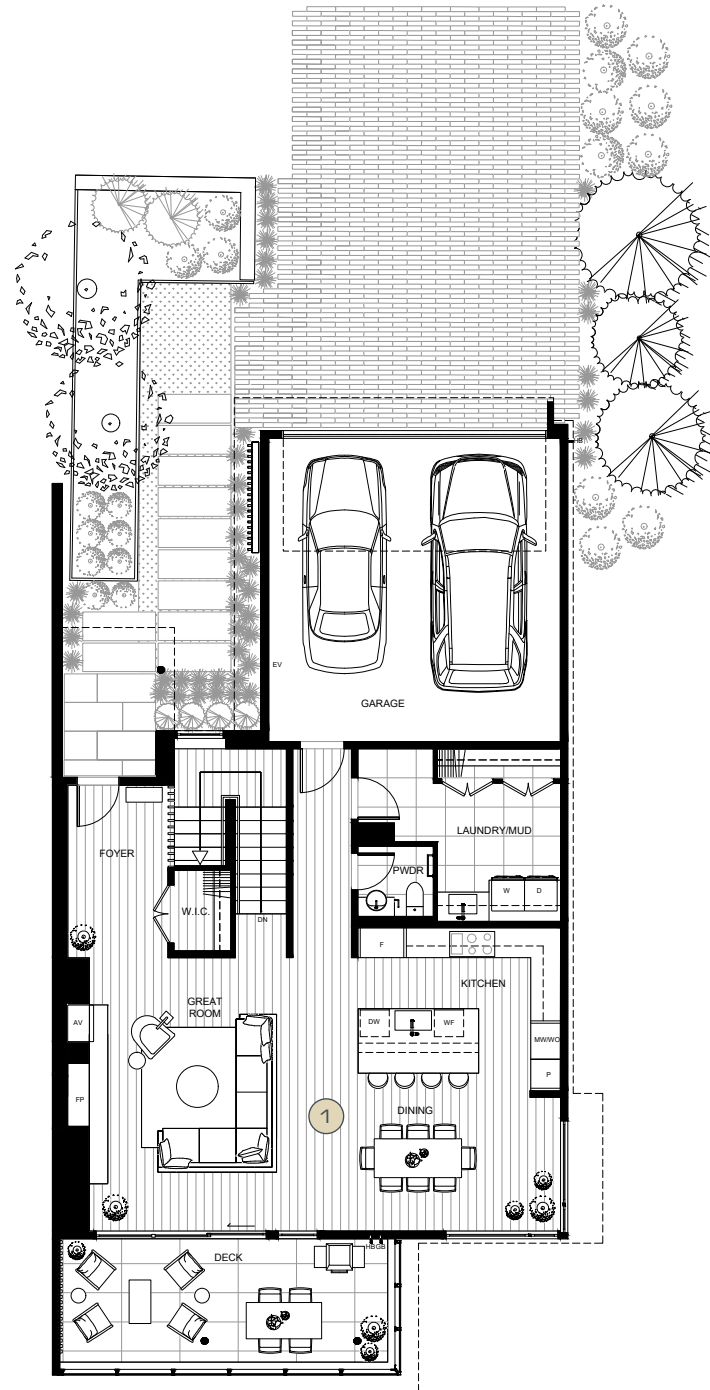 HB
EV
GARAGE
LAUNDRY/MUD
FOYER
PWDR
W
D
W.I.C.
DN
F
KITCHEN
GREAT
ROOM
AV
DW
WF
MW/WO
P
FP
1
DINING
HB GB
DECK